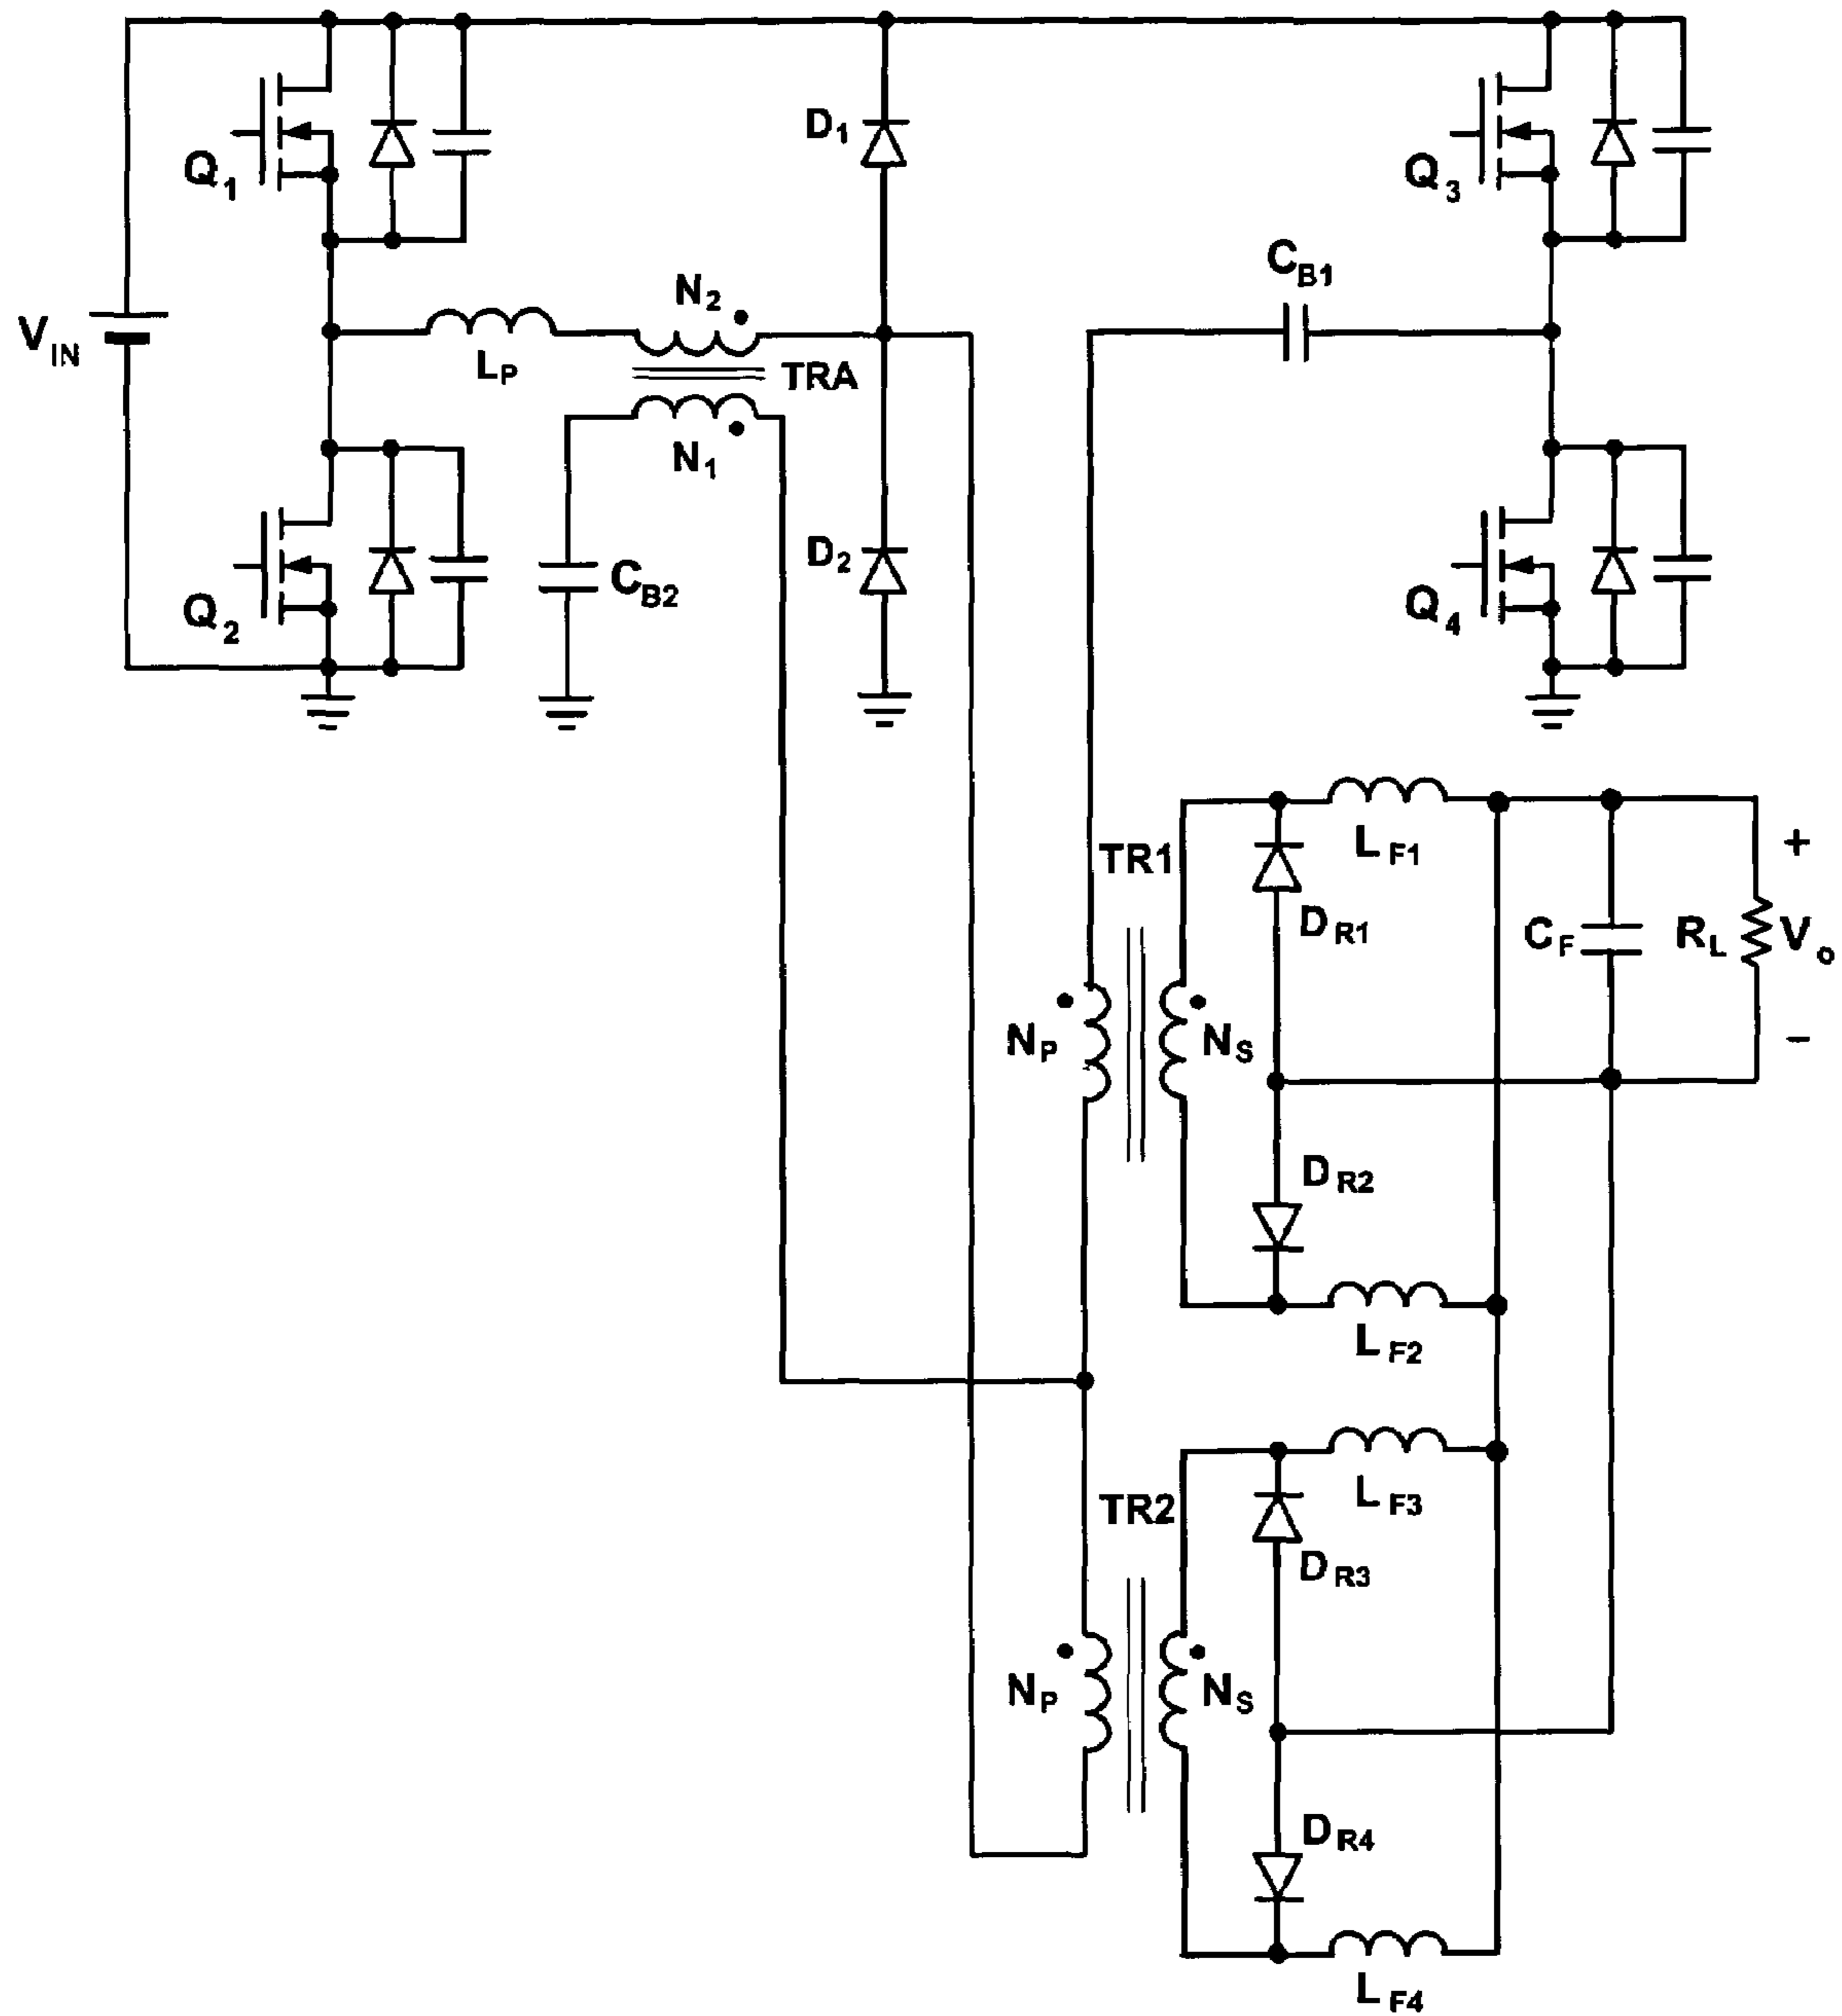 Q1
D1
Q3
CB1
N2
VIN
LP
TRA
N1
D2
CB2
Q2
Q4
LF1
TR1
+
DR1
CF
RL
Vo
NP
NS
−
DR2
LF2
LF3
TR2
DR3
NP
NS
DR4
LF4